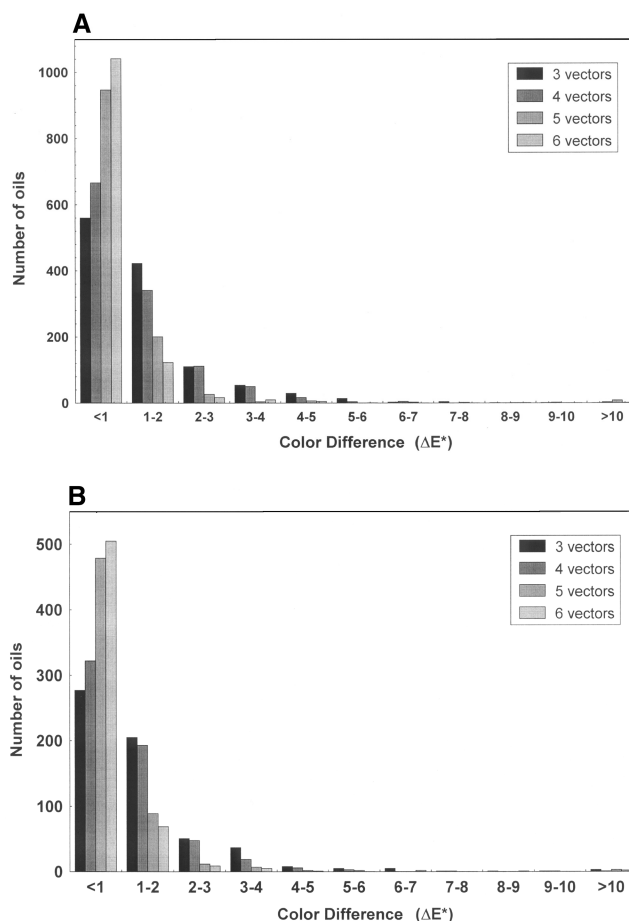 A
1000
800
600
400
200
0
Number of oils
3 vectors
4 vectors
5 vectors
6 vectors
<1 1-2 2-3 3-4 4-5 5-6 6-7 7-8 8-9 9-10 >10
Color Difference (ΔE*)
B
500
400
300
200
100
0
Number of oils
3 vectors
4 vectors
5 vectors
6 vectors
<1 1-2 2-3 3-4 4-5 5-6 6-7 7-8 8-9 9-10 >10
Color Difference (ΔE*)